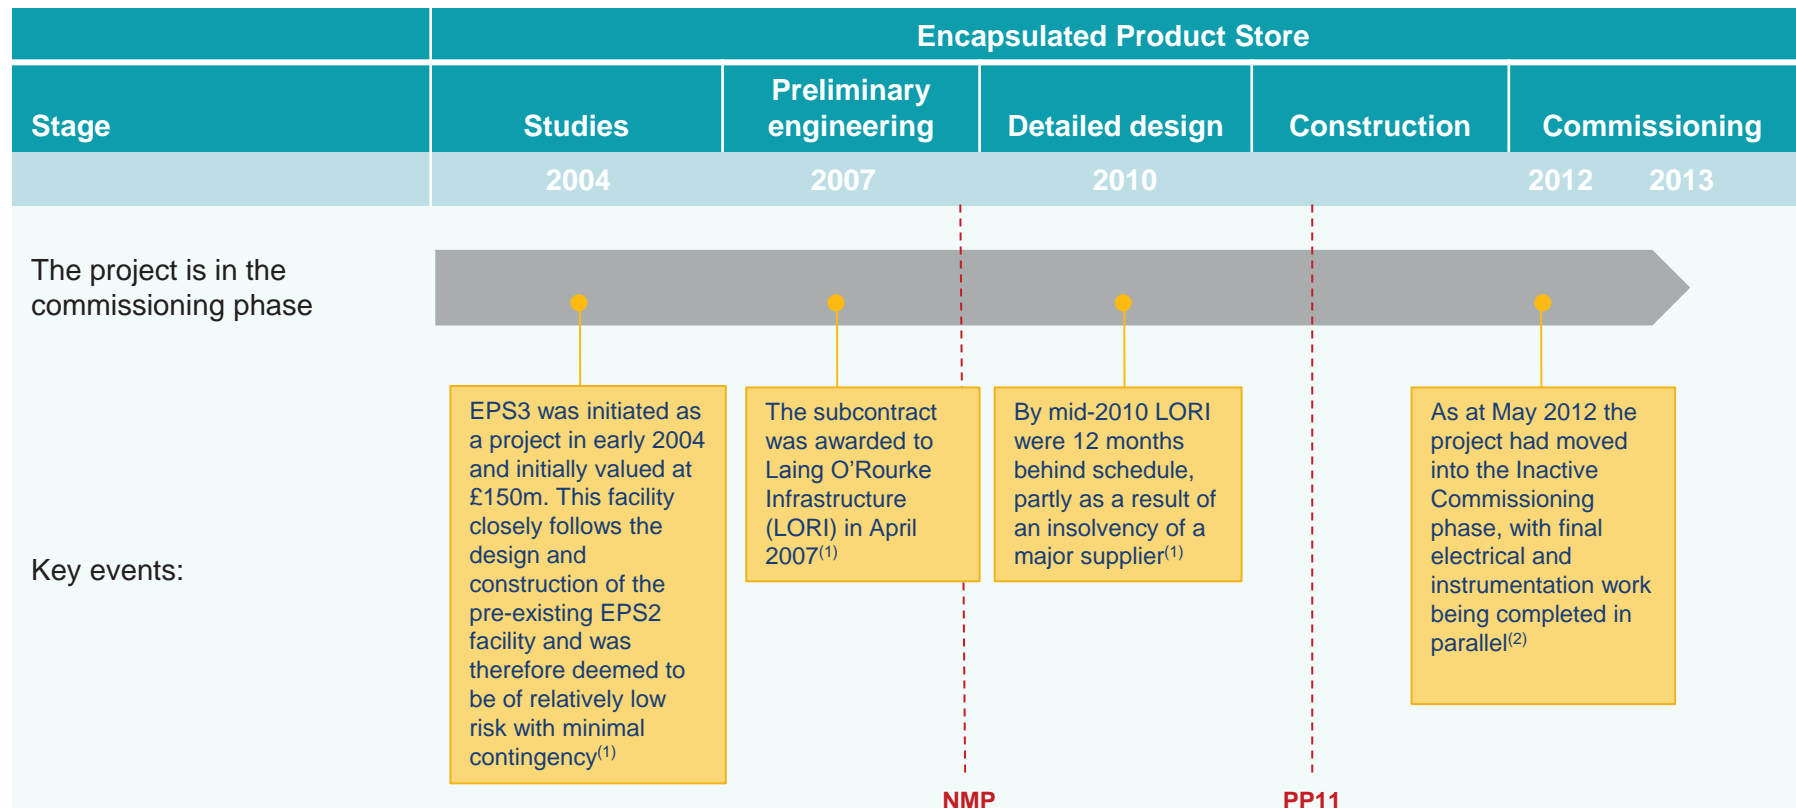 Encapsulated Product Store
Stage
Studies
Preliminary
engineering
Detailed design
Construction
Commissioning
2004
2007
2010
2012
2013
The project is in the
commissioning phase
Key events:
EPS3 was initiated as
a project in early 2004
and initially valued at
£150m. This facility
closely follows the
design and
construction of the
pre-existing EPS2
facility and was
therefore deemed to
be of relatively low
risk with minimal
contingency(1)
The subcontract
was awarded to
Laing O’Rourke
Infrastructure
(LORI) in April
2007(1)
By mid-2010 LORI
were 12 months
behind schedule,
partly as a result of
an insolvency of a
major supplier(1)
As at May 2012 the
project had moved
into the Inactive
Commissioning
phase, with final
electrical and
instrumentation work
being completed in
parallel(2)
NMP
PP11